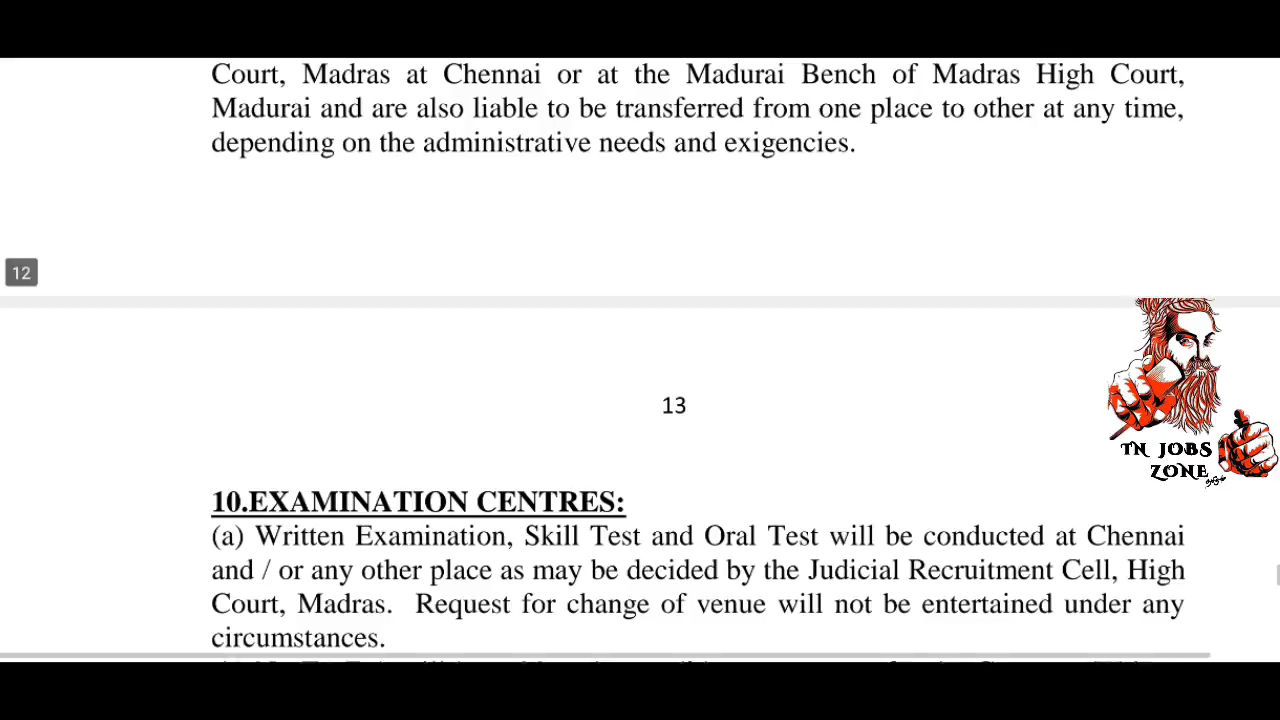 Court, Madras at Chennai or at the Madurai Bench of Madras High Court,
Madurai and are also liable to be transferred from one place to other at any time,
depending on the administrative needs and exigencies.
12
13
TN JOBS
ZONE
10.EXAMINATION CENTRES:
(a) Written Examination, Skill Test and Oral Test will be conducted at Chennai
and / or any other place as may be decided by the Judicial Recruitment Cell, High
Court, Madras. Request for change of venue will not be entertained under any
circumstances.